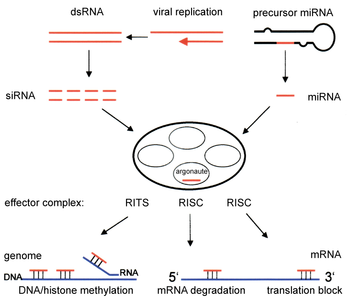 dsRNA viral replication precursor miRNA
siRNA miRNA
argonaute
effector complex: RITS RISC RISC
genome mRNA
DNA RNA 5' 3'
DNA/histone methylation mRNA degradation translation block